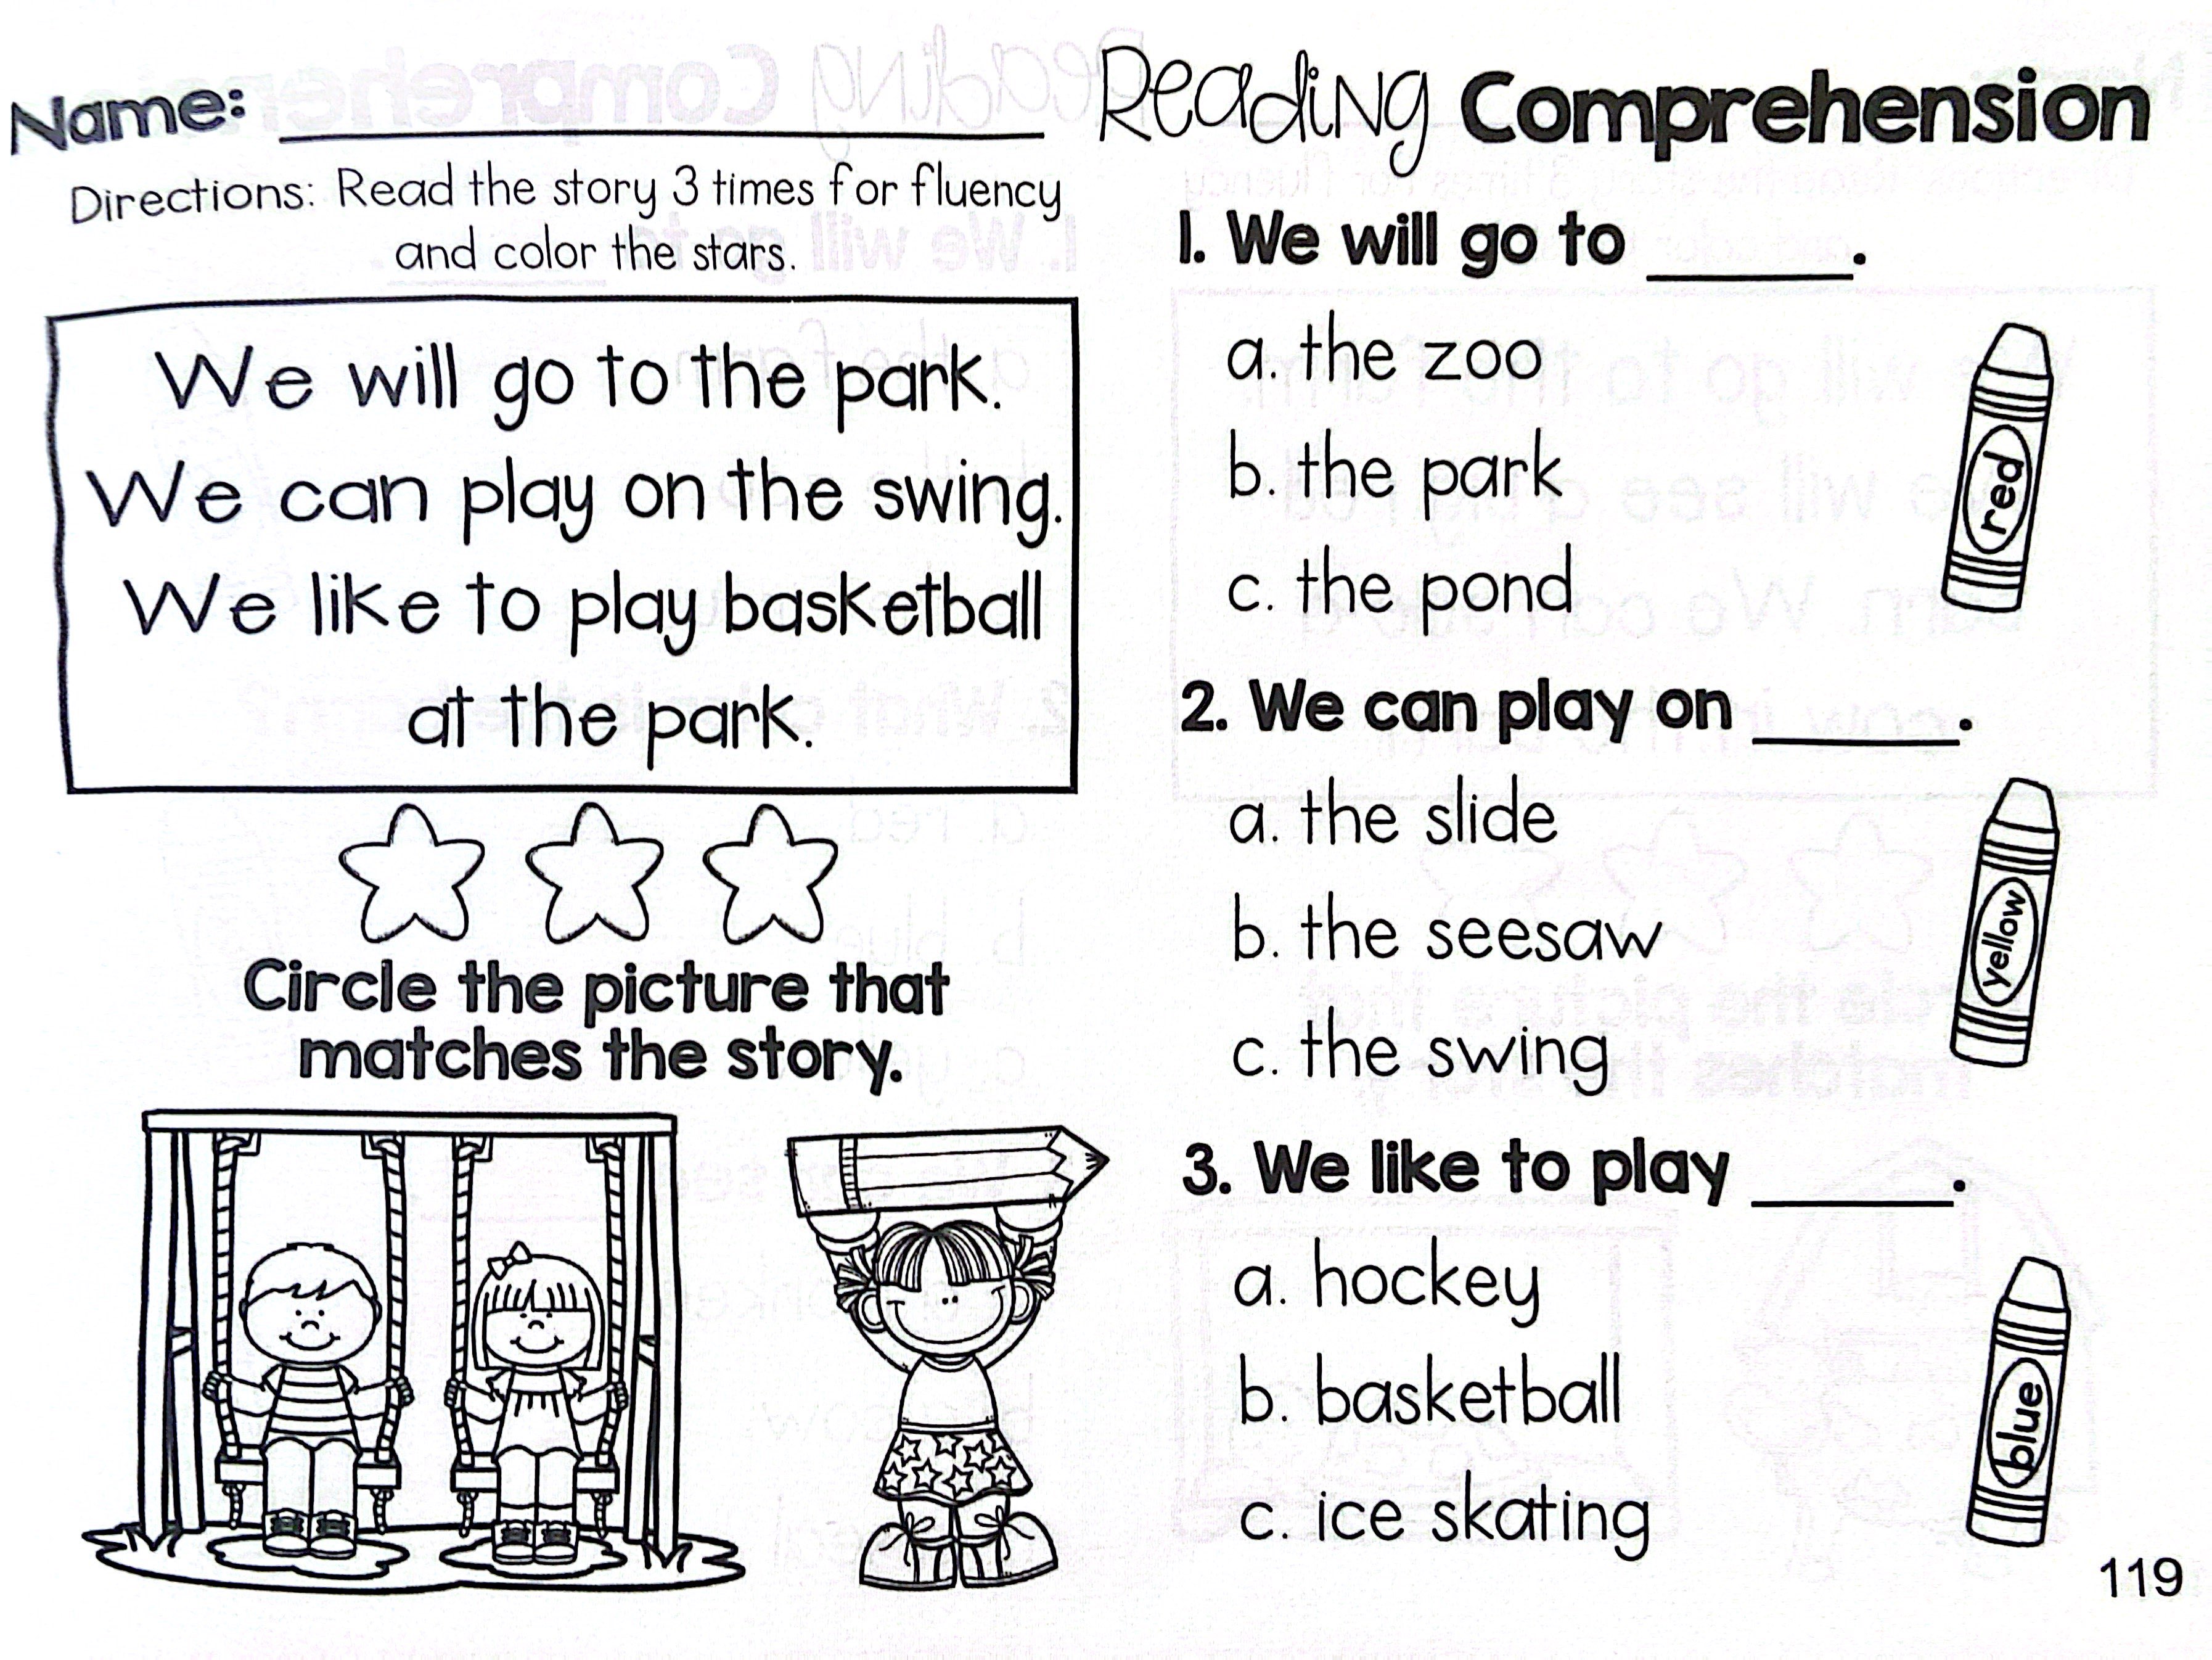 Name:
Directions: Read the story 3 times for fluency
and color the stars.
We will go to the park.
We can play on the swing.
We like to play basketball
at the park.
Circle the picture that
matches the story.
Reading Comprehension
1. We will go to ______.
a. the zoo
b. the park
c. the pond
red
2. We can play on ______.
a. the slide
b. the seesaw
c. the swing
yellow
3. We like to play ______.
a. hockey
b. basketball
c. ice skating
blue
119